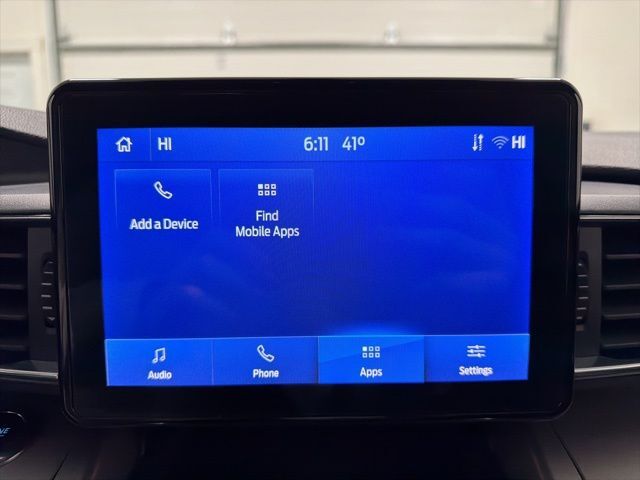 HI 6:11 41° HI
Add a Device
Find
Mobile Apps
Audio Phone Apps Settings